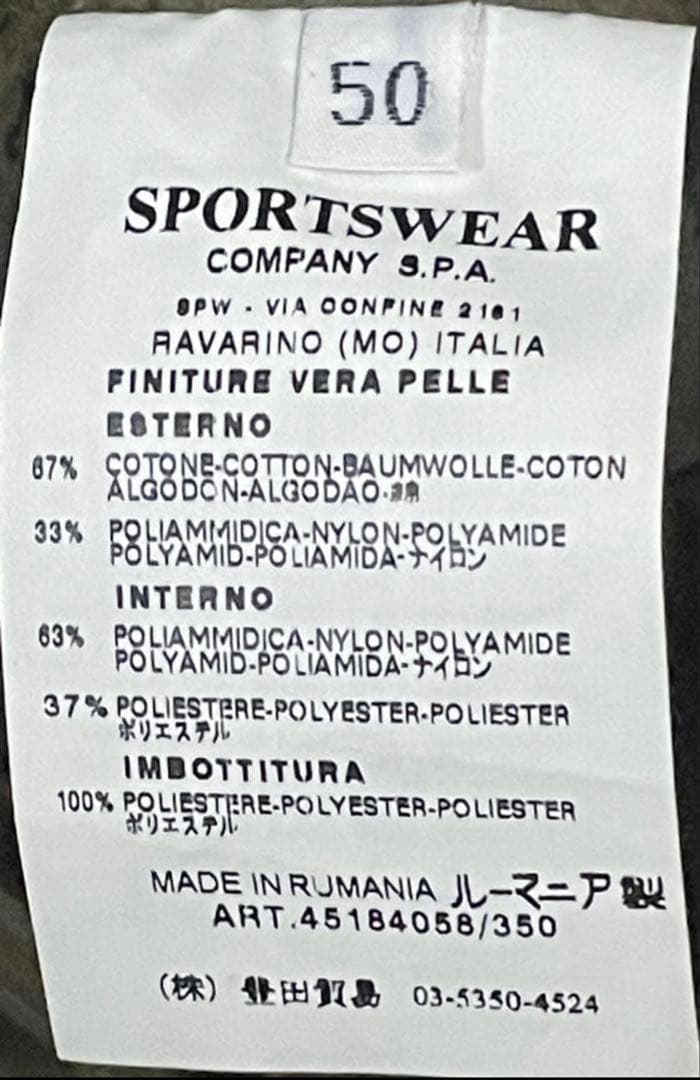 50
SPORTSWEAR
COMPANY S.P.A.
SPW - VIA CONFINE 2161
RAVARINO (MO) ITALIA
FINITURE VERA PELLE
ESTERNO
67% COTONE-COTTON-BAUMWOLLE-COTON
ALGODON-ALGODAO-
33% POLIAMMIDICA-NYLON-POLYAMIDE
POLYAMID-POLIAMIDA-ナイロン
INTERNO
63% POLIAMMIDICA-NYLON-POLYAMIDE
POLYAMID-POLIAMIDA-ナイロン
37% POLIESTERE-POLYESTER-POLIESTER
ポリエステル
IMBOTTITURA
100% POLIESTERE-POLYESTER-POLIESTER
ポリエステル
MADE IN RUMANIA ルーマニア製
ART.45184058/350
(株) 03-5350-4524